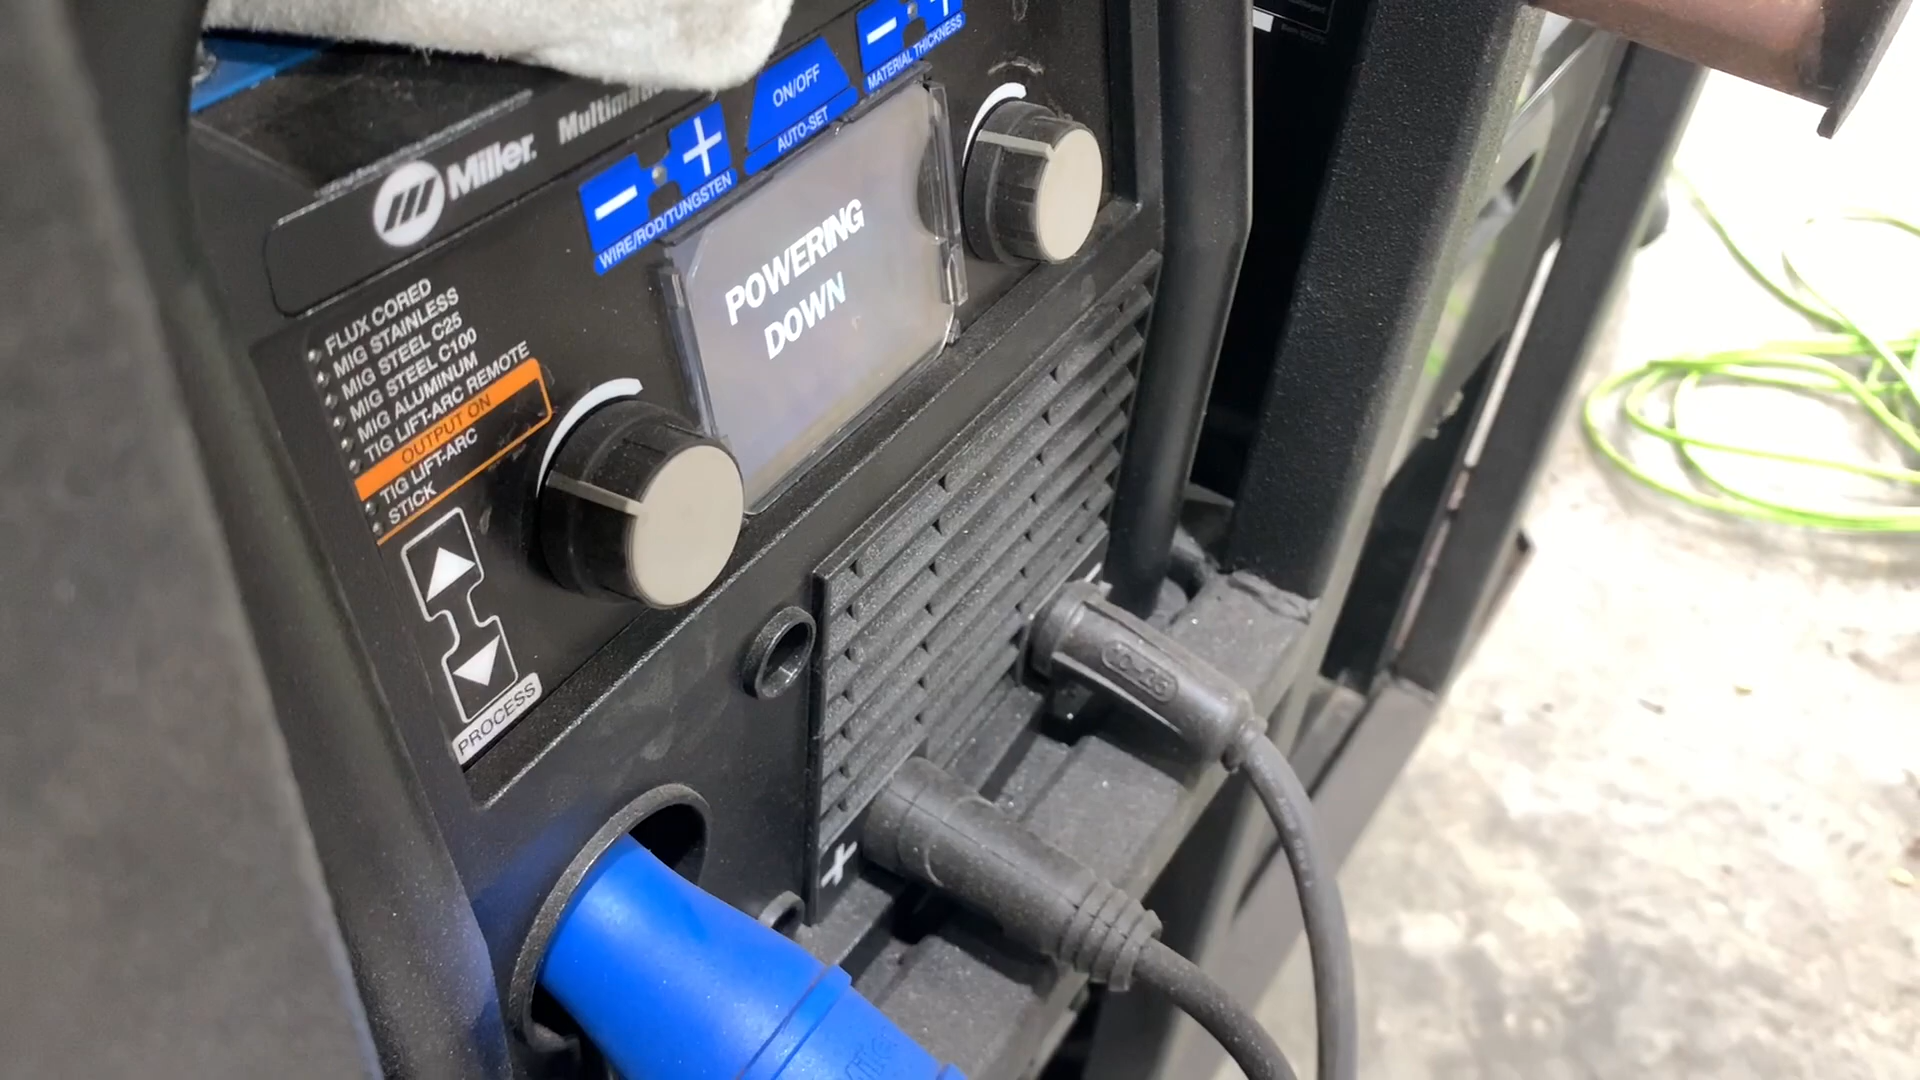 Miller.
WIRE/ROD/TUNGSTEN
ON/OFF
AUTO-SET
MATERIAL THICKNESS
POWERING
DOWN
FLUX CORED
MIG STAINLESS
MIG STEEL C25
MIG STEEL C100
MIG ALUMINUM
TIG LIFT-ARC REMOTE
OUTPUT ON
TIG LIFT-ARC
STICK
PROCESS
+